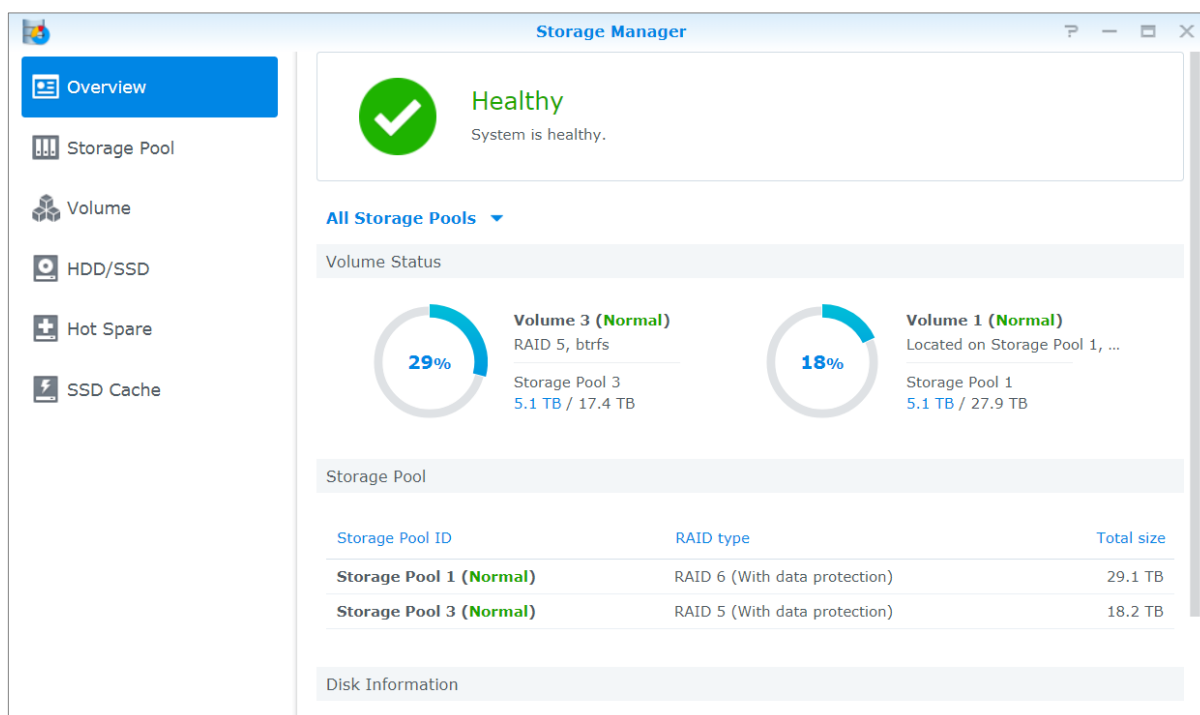 Storage Manager
Overview
Storage Pool
Volume
HDD/SSD
Hot Spare
SSD Cache
Healthy
System is healthy.
All Storage Pools
Volume Status
29%
Volume 3 (Normal)
RAID 5, btrfs
Storage Pool 3
5.1 TB / 17.4 TB
18%
Volume 1 (Normal)
Located on Storage Pool 1, ...
Storage Pool 1
5.1 TB / 27.9 TB
Storage Pool
Storage Pool ID RAID type Total size
Storage Pool 1 (Normal) RAID 6 (With data protection) 29.1 TB
Storage Pool 3 (Normal) RAID 5 (With data protection) 18.2 TB
Disk Information